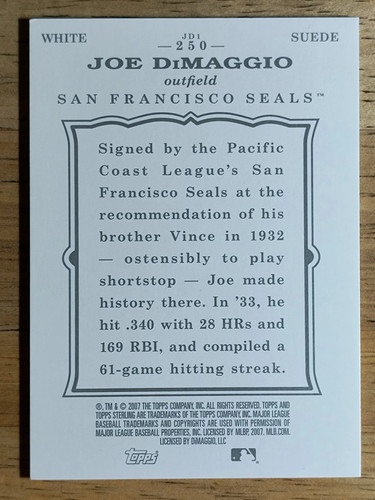 WHITE JD1 SUEDE
— 250 —
JOE DiMAGGIO
outfield
SAN FRANCISCO SEALS™
Signed by the Pacific
Coast League's San
Francisco Seals at the
recommendation of his
brother Vince in 1932
— ostensibly to play
shortstop — Joe made
history there. In '33, he
hit .340 with 28 HRs and
169 RBI, and compiled a
61-game hitting streak.
®, TM & © 2007 THE TOPPS COMPANY, INC. ALL RIGHTS RESERVED. TOPPS AND
TOPPS STERLING ARE TRADEMARKS OF THE TOPPS COMPANY, INC. MAJOR LEAGUE
BASEBALL TRADEMARKS AND COPYRIGHTS ARE USED WITH PERMISSION OF
MAJOR LEAGUE BASEBALL PROPERTIES, INC. LICENSED BY MLBP, 2007. MLB.COM.
LICENSED BY DiMAGGIO, LLC
Topps